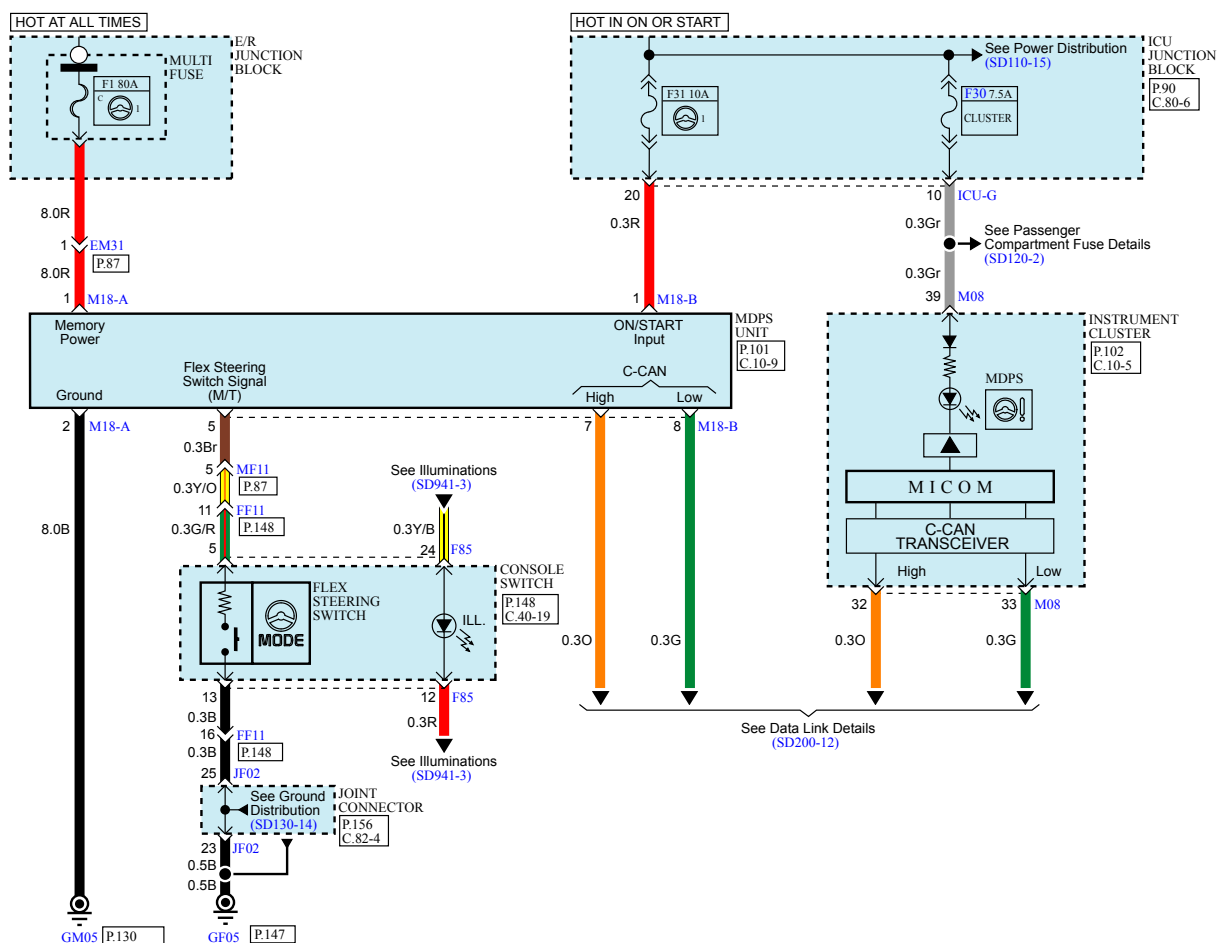 HOT AT ALL TIMES
HOT IN ON OR START
E/R
JUNCTION
BLOCK
MULTI
FUSE
F1 80A
C
1
See Power Distribution
(SD110-15)
ICU
JUNCTION
BLOCK
P.90
C.80-6
F31 10A
1
F30 7.5A
CLUSTER
20
10
ICU-G
8.0R
0.3R
0.3Gr
1
EM31
P.87
See Passenger
Compartment Fuse Details
(SD120-2)
8.0R
0.3Gr
1
M18-A
1
M18-B
39
M08
Memory
Power
ON/START
Input
MDPS
UNIT
P.101
C.10-9
INSTRUMENT
CLUSTER
P.102
C.10-5
Flex Steering
Switch Signal
(M/T)
C-CAN
Ground
High
Low
MDPS
2
M18-A
5
7
8
M18-B
0.3Br
5
MF11
P.87
0.3Y/O
11
FF11
P.148
0.3G/R
5
See Illuminations
(SD941-3)
0.3Y/B
24
F85
8.0B
MICOM
C-CAN
TRANSCEIVER
High
Low
32
33
M08
FLEX
STEERING
SWITCH
MODE
ILL.
CONSOLE
SWITCH
P.148
C.40-19
0.3O
0.3G
0.3O
0.3G
13
12
F85
0.3B
0.3R
16
FF11
P.148
0.3B
25
JF02
See Illuminations
(SD941-3)
See Data Link Details
(SD200-12)
See Ground
Distribution
(SD130-14)
JOINT
CONNECTOR
P.156
C.82-4
23
JF02
0.5B
0.5B
GM05
P.130
GF05
P.147